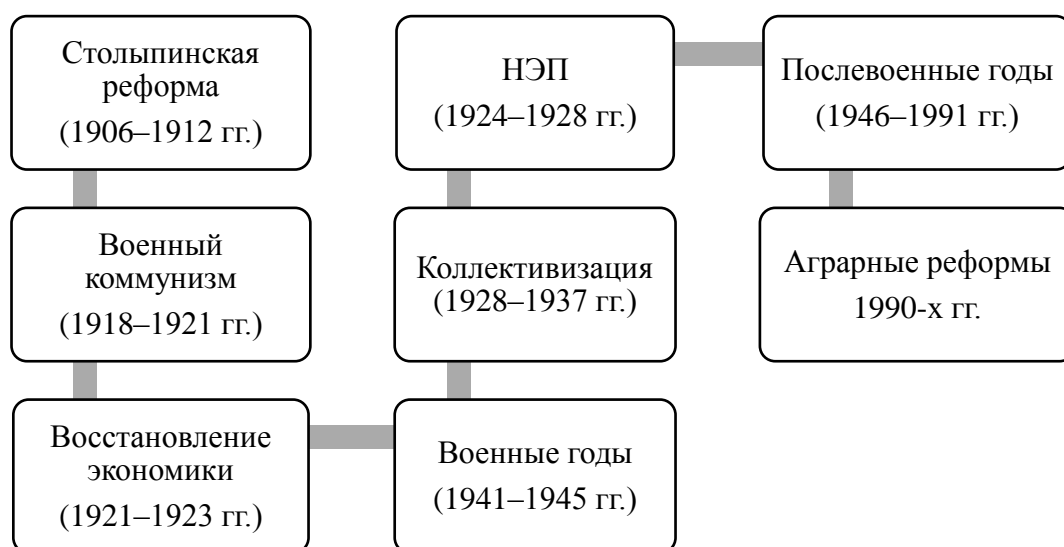 Столыпинская
реформа
(1906–1912 гг.)
Военный
коммунизм
(1918–1921 гг.)
Восстановление
экономики
(1921–1923 гг.)
Военные годы
(1941–1945 гг.)
Коллективизация
(1928–1937 гг.)
НЭП
(1924–1928 гг.)
Послевоенные годы
(1946–1991 гг.)
Аграрные реформы
1990-х гг.